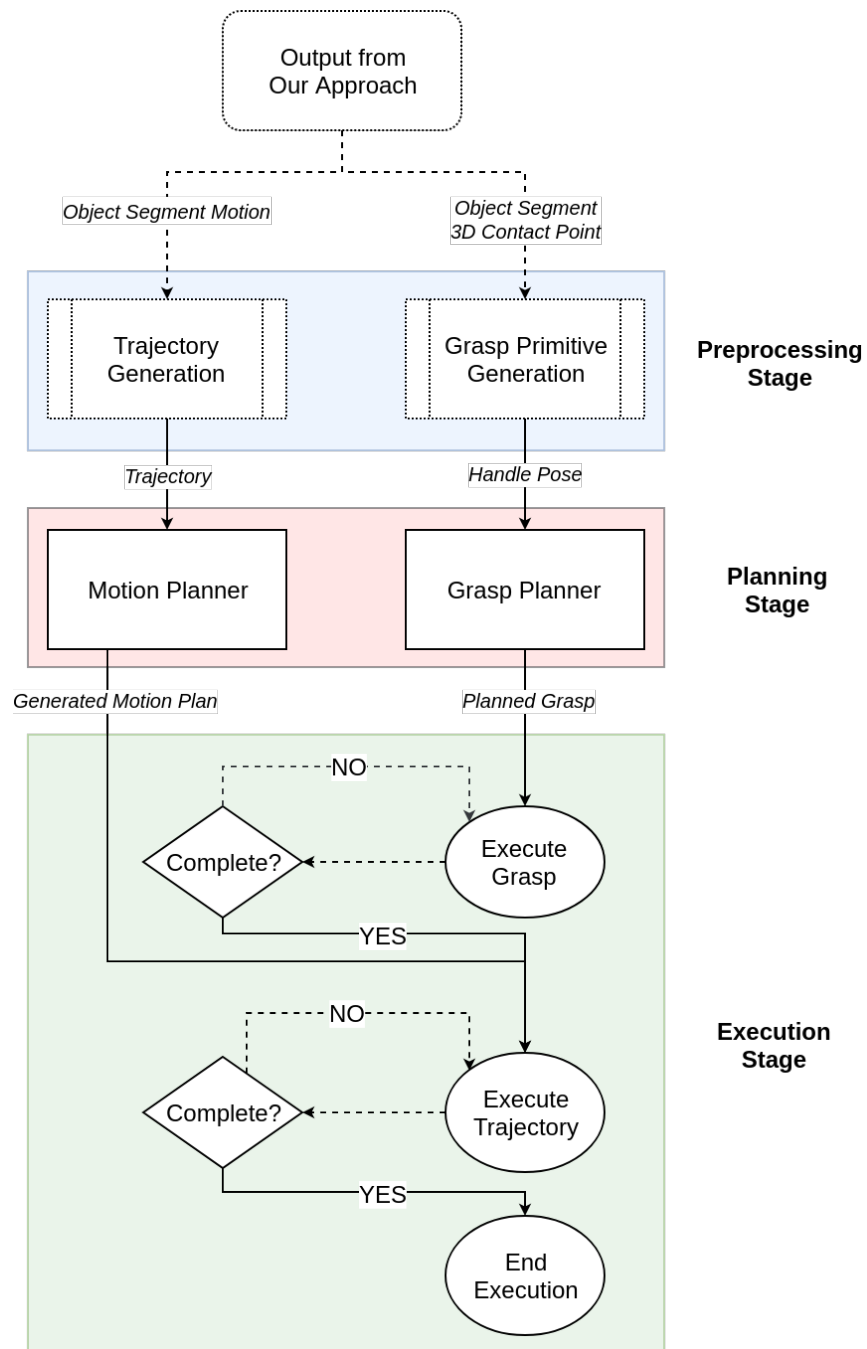 Output from
Our Approach
Object Segment Motion
Object Segment
3D Contact Point
Trajectory
Generation
Grasp Primitive
Generation
Preprocessing
Stage
Trajectory
Handle Pose
Motion Planner
Grasp Planner
Planning
Stage
Generated Motion Plan
Planned Grasp
NO
Complete?
Execute
Grasp
YES
NO
Execution
Stage
Complete?
Execute
Trajectory
YES
End
Execution